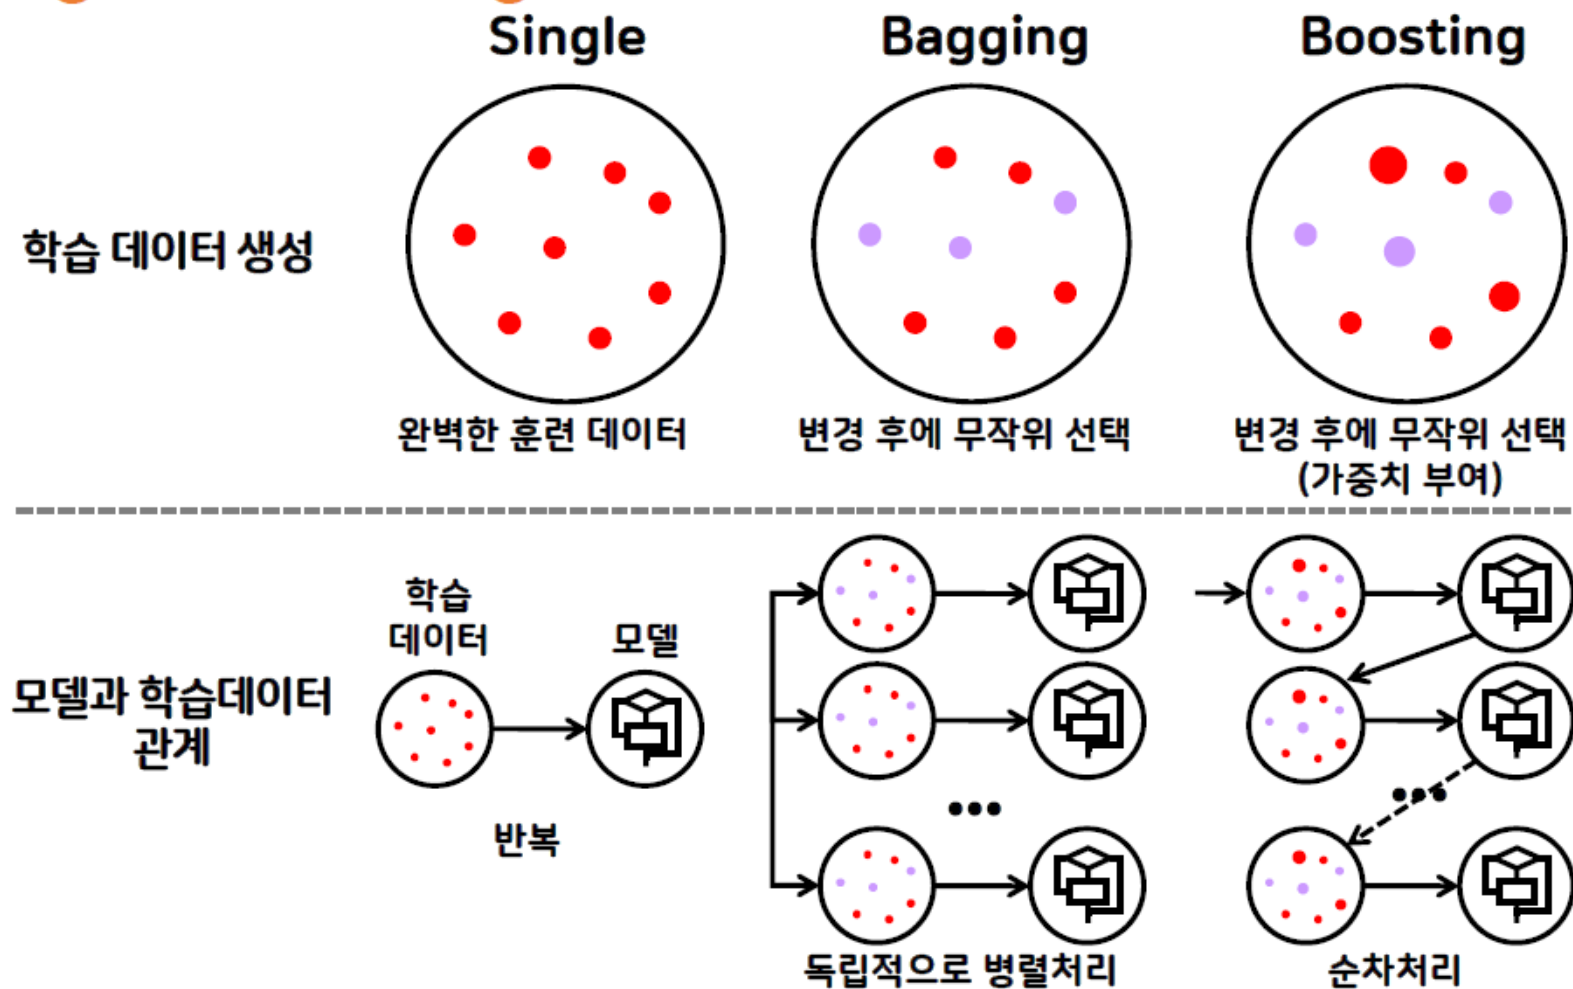 Single
Bagging
Boosting
학습 데이터 생성
완벽한 훈련 데이터
변경 후에 무작위 선택
변경 후에 무작위 선택
(가중치 부여)
모델과 학습데이터
관계
학습
데이터
모델
반복
독립적으로 병렬처리
순차처리